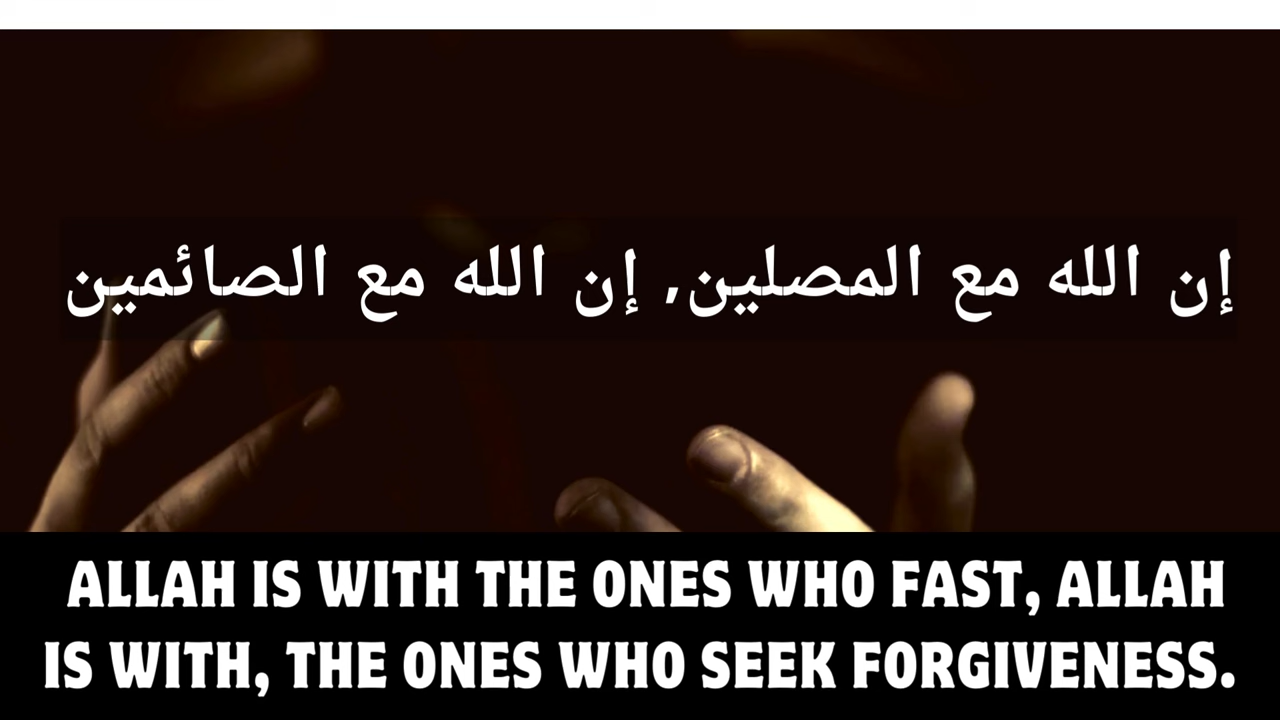 إن الله مع المصلين, إن الله مع الصائمين
ALLAH IS WITH THE ONES WHO FAST, ALLAH
IS WITH, THE ONES WHO SEEK FORGIVENESS.